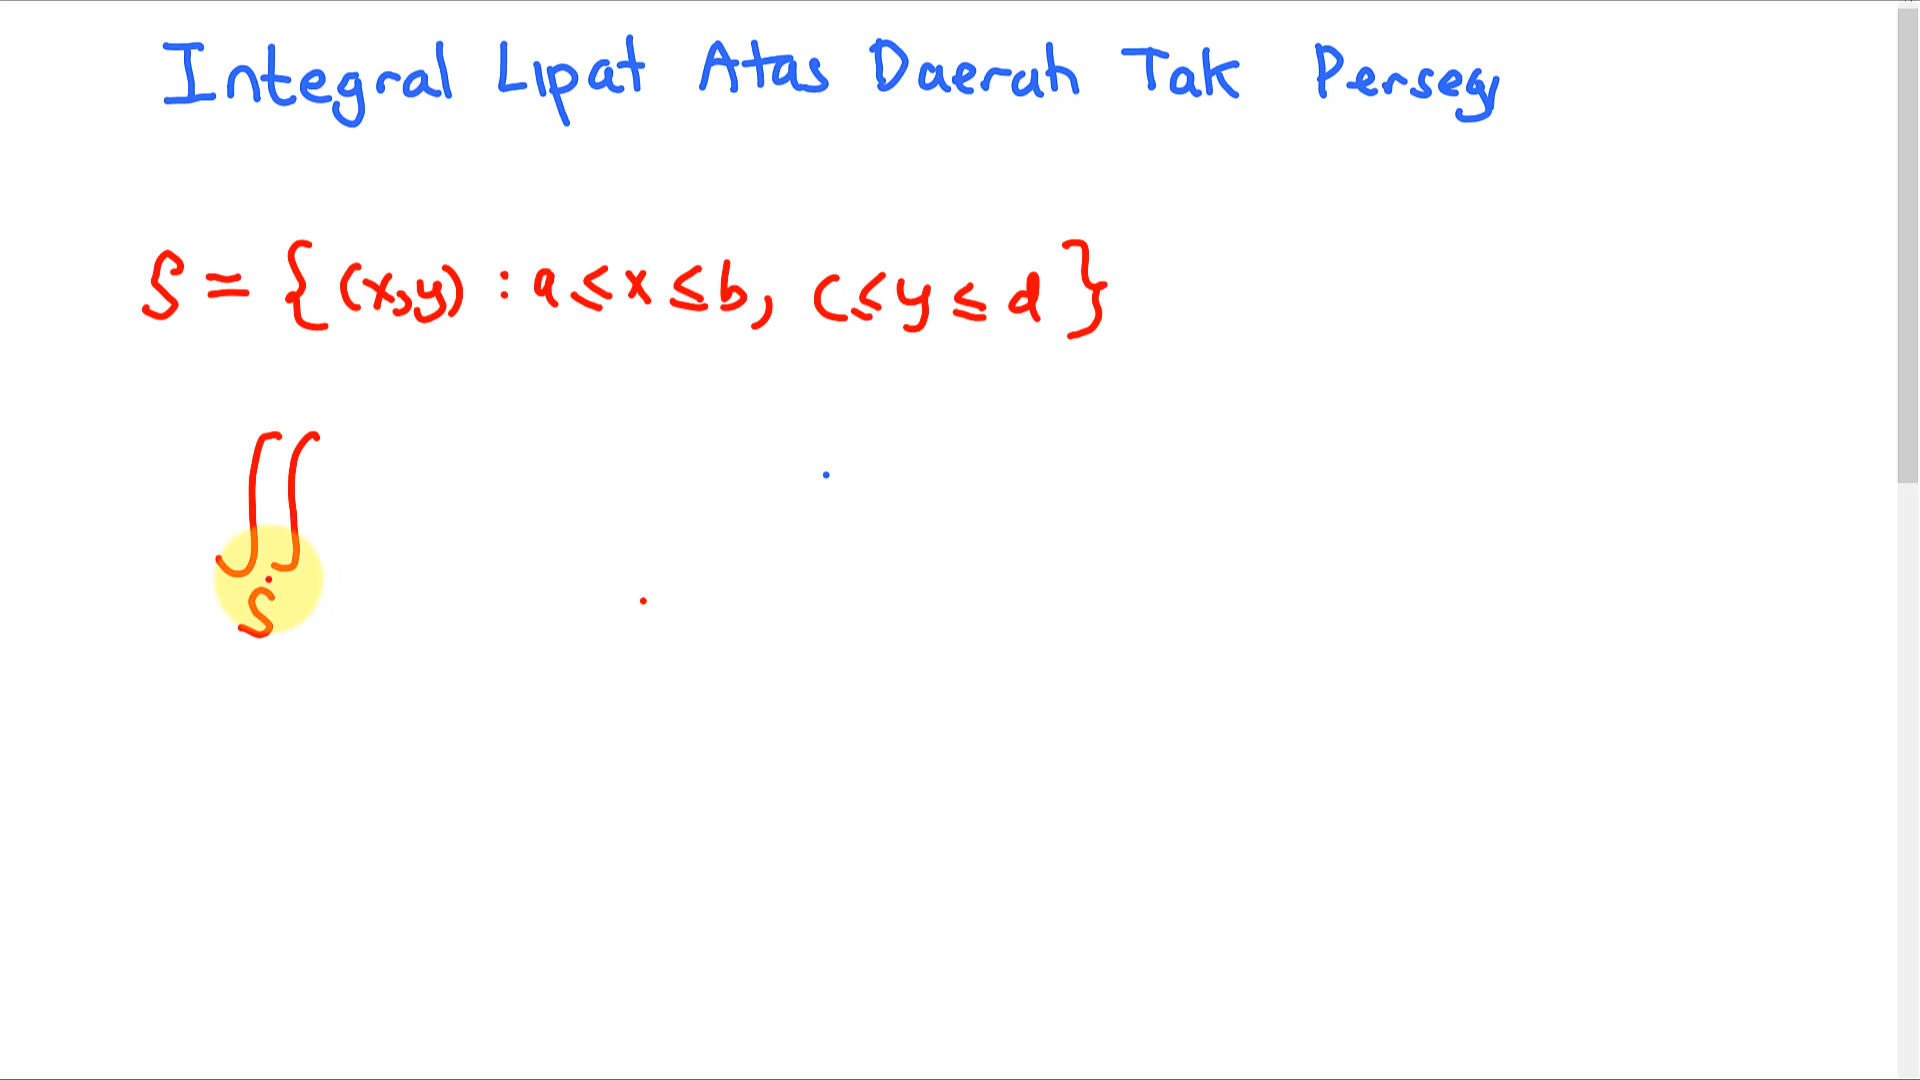 Integral Lipat Atas Daerah Tak Persegi
S = {(x,y) : a ≤ x ≤ b, c ≤ y ≤ d}
∬
S